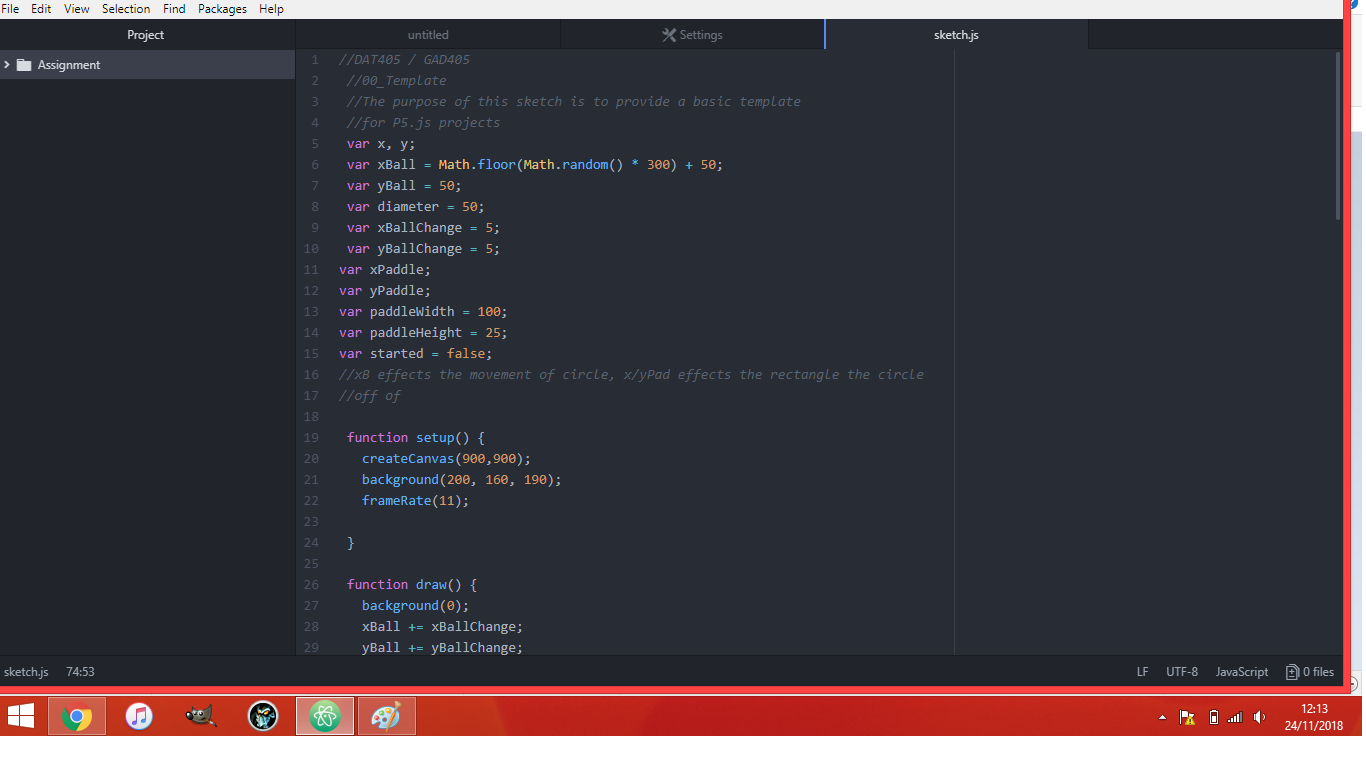 File Edit View Selection Find Packages Help
Project
untitled
Settings
sketch.js
Assignment
1 //DAT405 / GAD405
2 //00_Template
3 //The purpose of this sketch is to provide a basic template
4 //for P5.js projects
5 var x, y;
6 var xBall = Math.floor(Math.random() * 300) + 50;
7 var yBall = 50;
8 var diameter = 50;
9 var xBallChange = 5;
10 var yBallChange = 5;
11 var xPaddle;
12 var yPaddle;
13 var paddleWidth = 100;
14 var paddleHeight = 25;
15 var started = false;
16 //xB effects the movement of circle, x/yPad effects the rectangle the circle
17 //off of
18
19 function setup() {
20 createCanvas(900,900);
21 background(200, 160, 190);
22 frameRate(11);
23
24 }
25
26 function draw() {
27 background(0);
28 xBall += xBallChange;
29 yBall += yBallChange;
sketch.js 74:53 LF UTF-8 JavaScript 0 files
12:13
24/11/2018